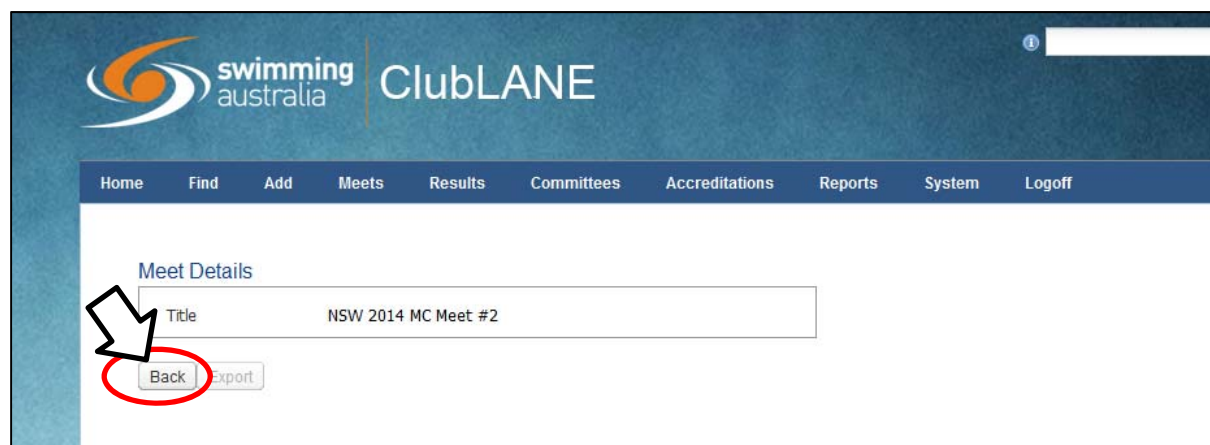 swimming
australia
ClubLANE
Home Find Add Meets Results Committees Accreditations Reports System Logoff
Meet Details
Title NSW 2014 MC Meet #2
Back Export